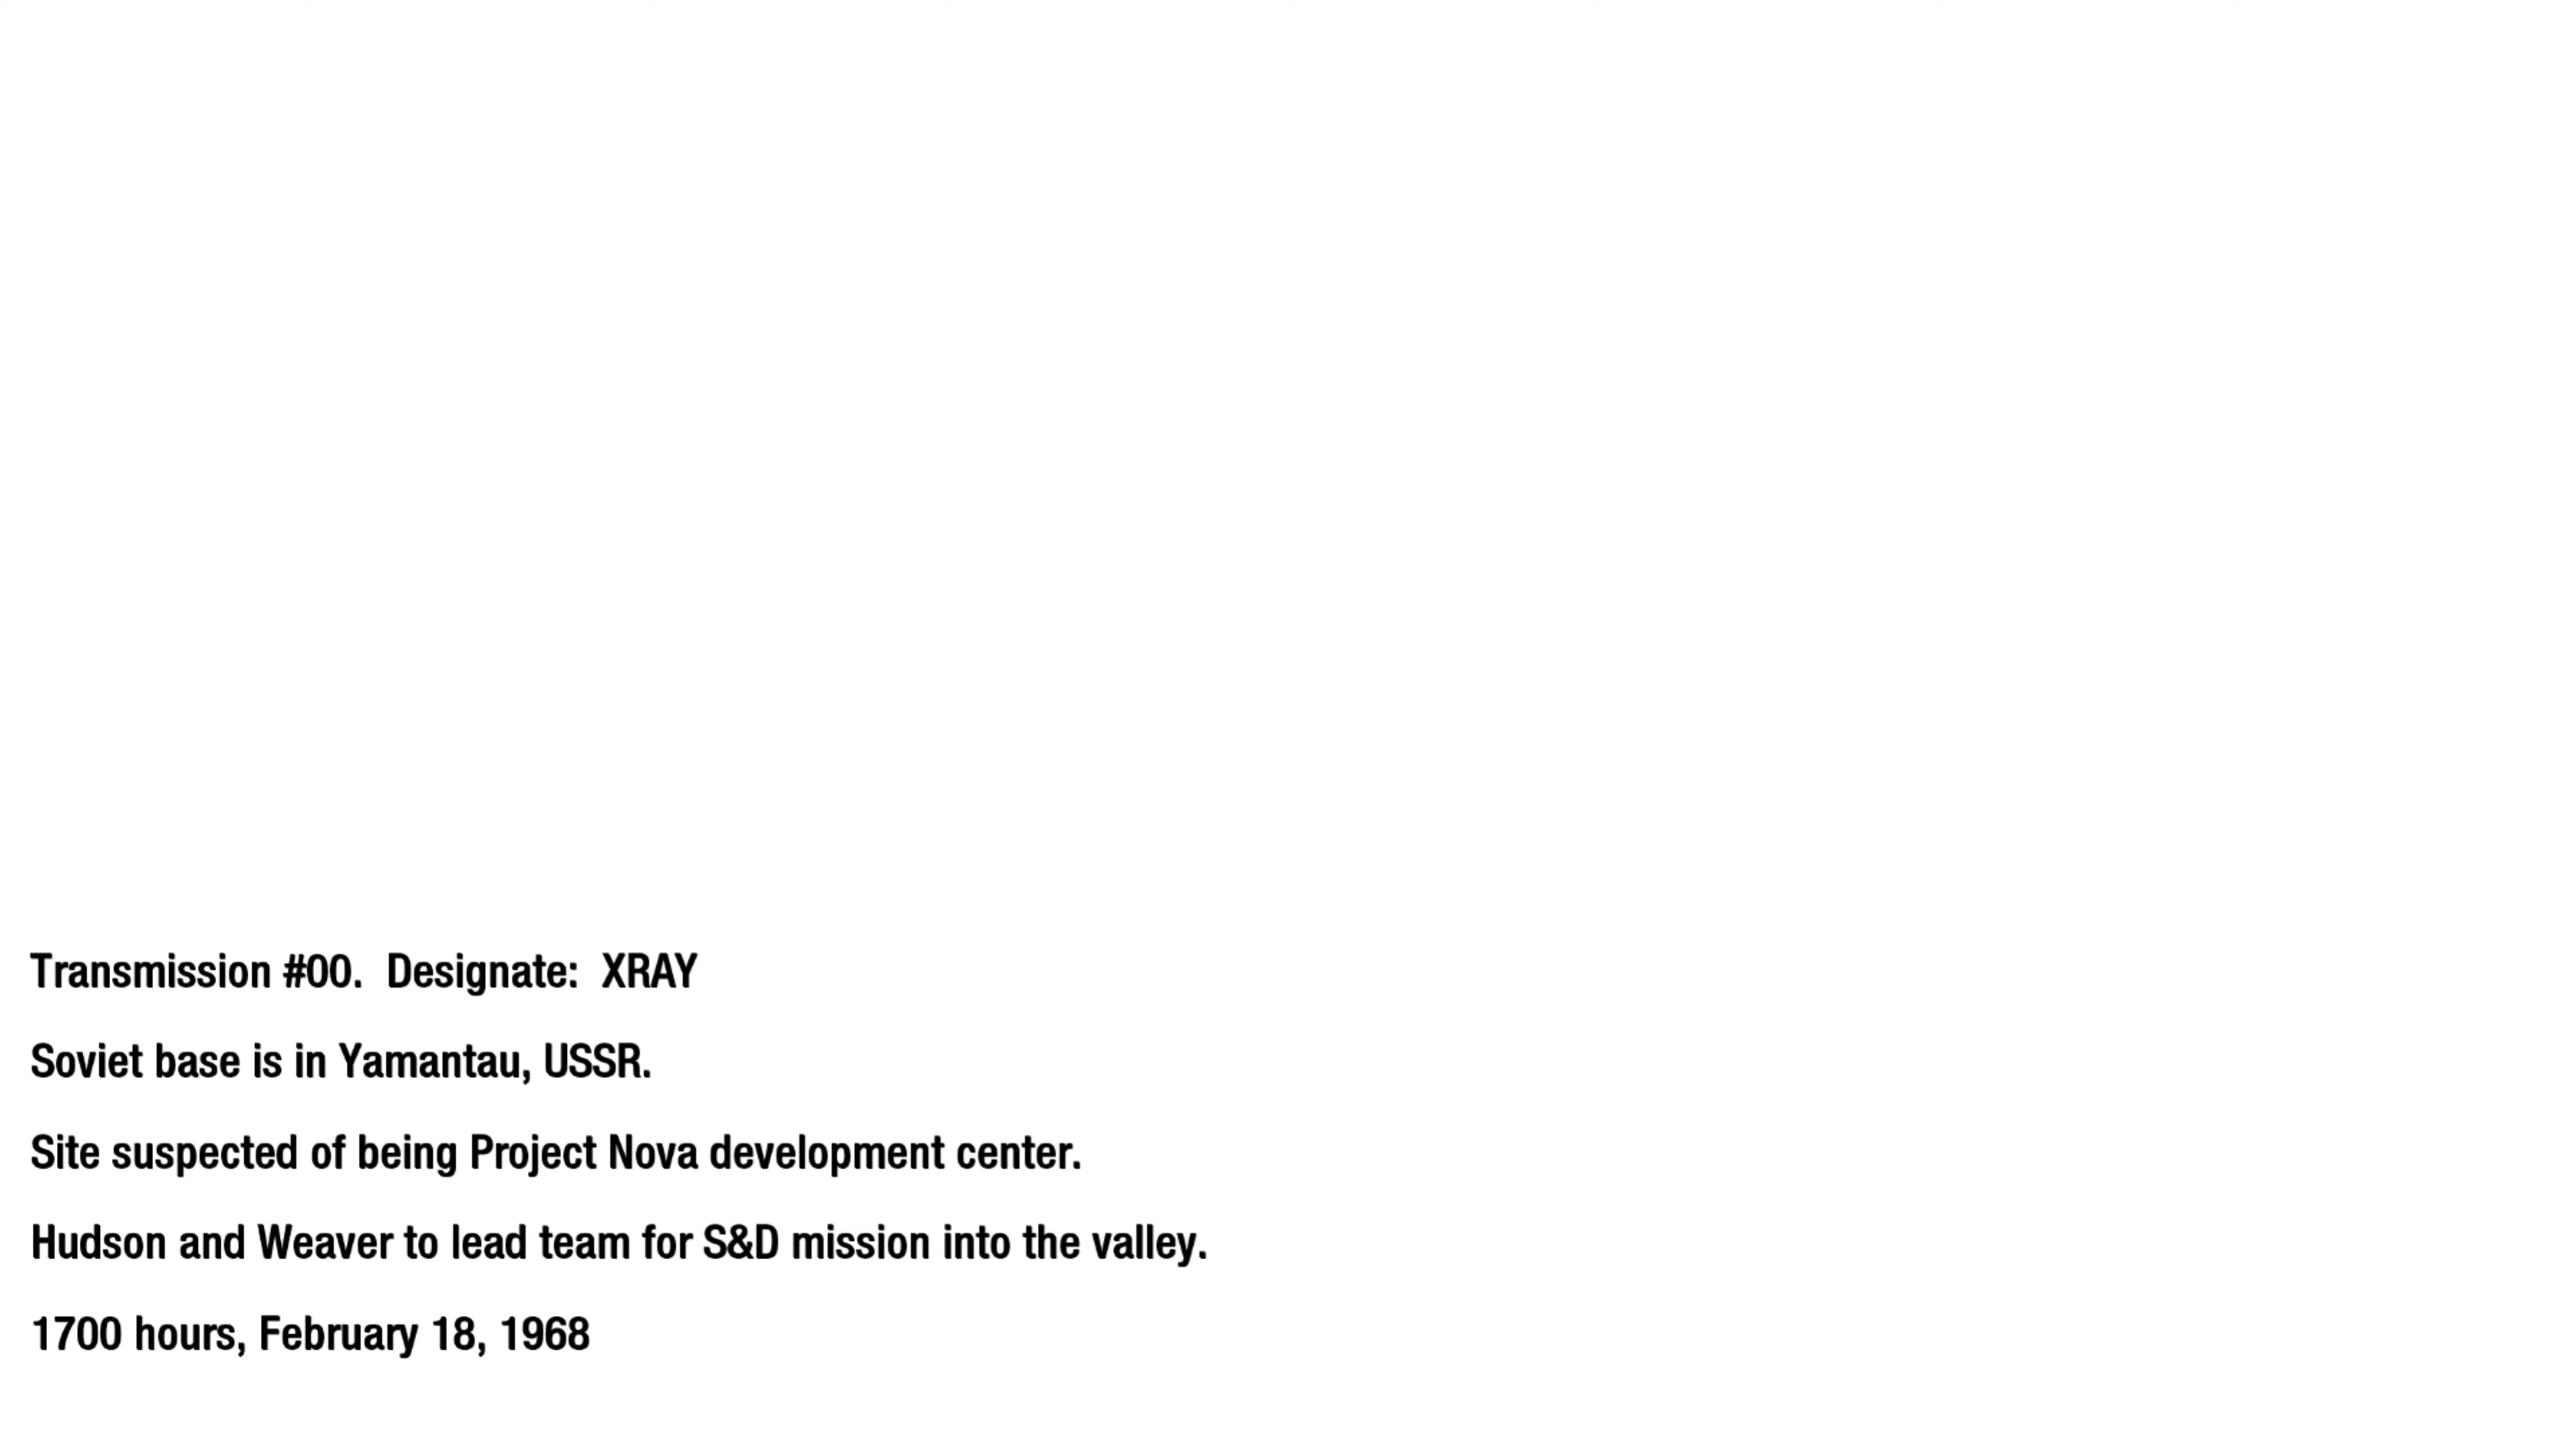 Transmission #00.  Designate:  XRAY
Soviet base is in Yamantau, USSR.
Site suspected of being Project Nova development center.
Hudson and Weaver to lead team for S&D mission into the valley.
1700 hours, February 18, 1968